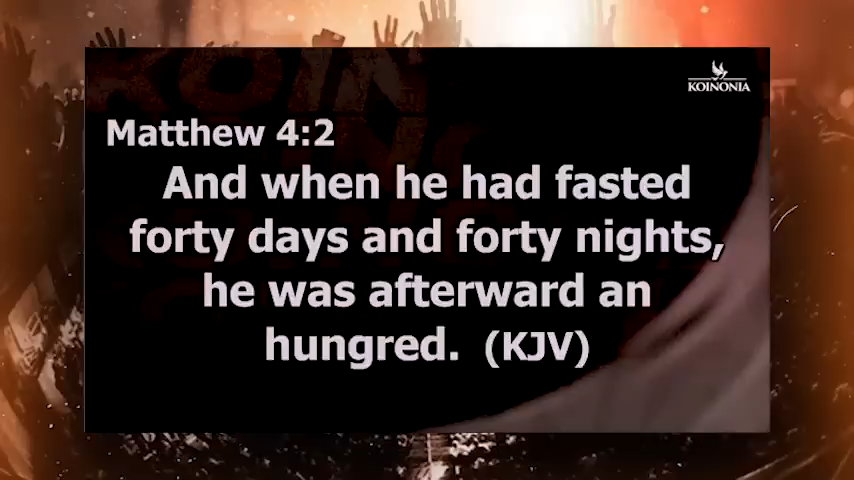 KOINONIA
Matthew 4:2
And when he had fasted
forty days and forty nights,
he was afterward an
hungred. (KJV)